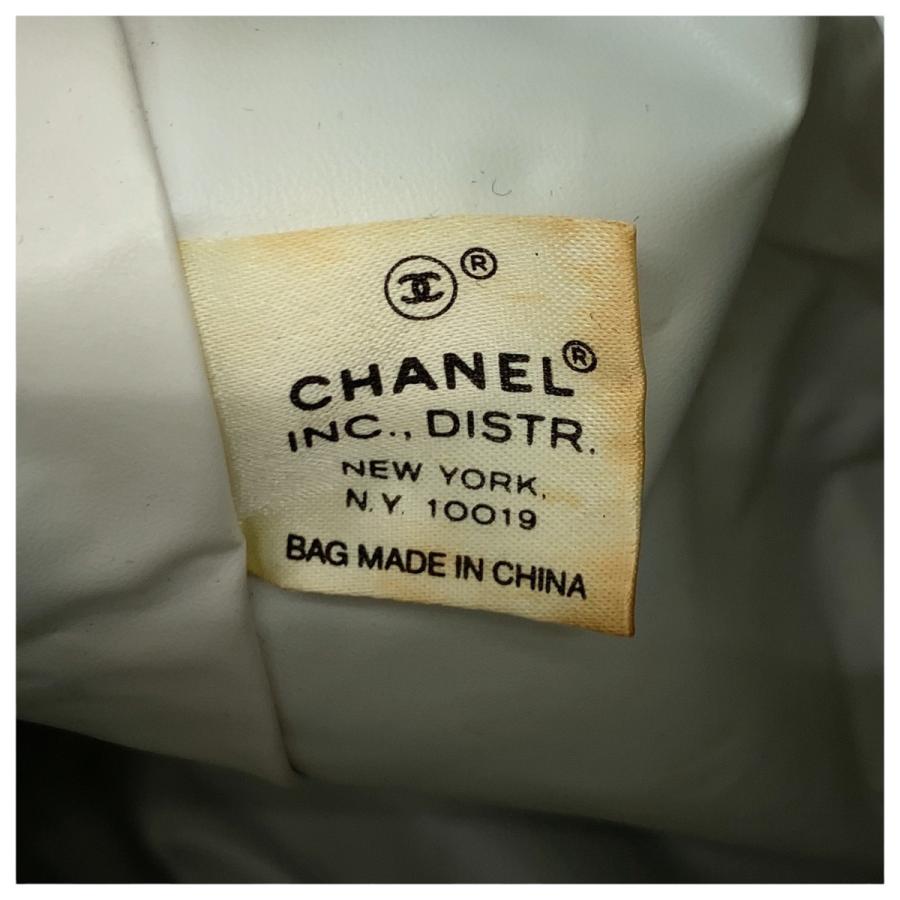 ®
CHANEL®
INC., DISTR.
NEW YORK,
N.Y. 10019
BAG MADE IN CHINA